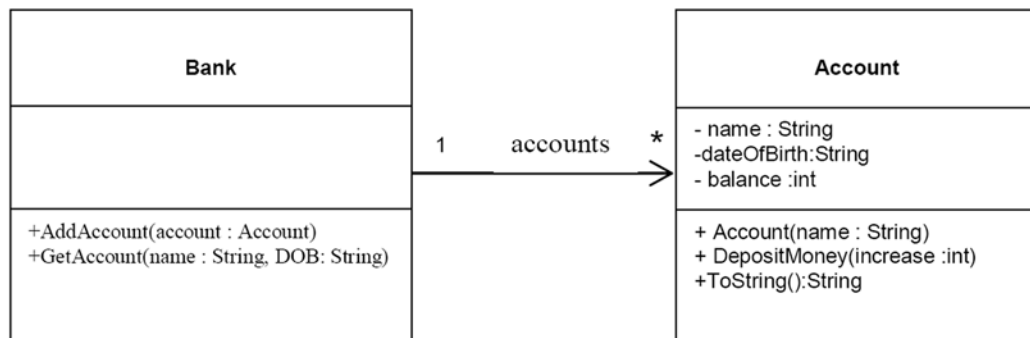 Bank
+AddAccount(account : Account)
+GetAccount(name : String, DOB: String)
1 accounts *
Account
- name : String
-dateOfBirth:String
- balance :int
+ Account(name : String)
+ DepositMoney(increase :int)
+ToString():String